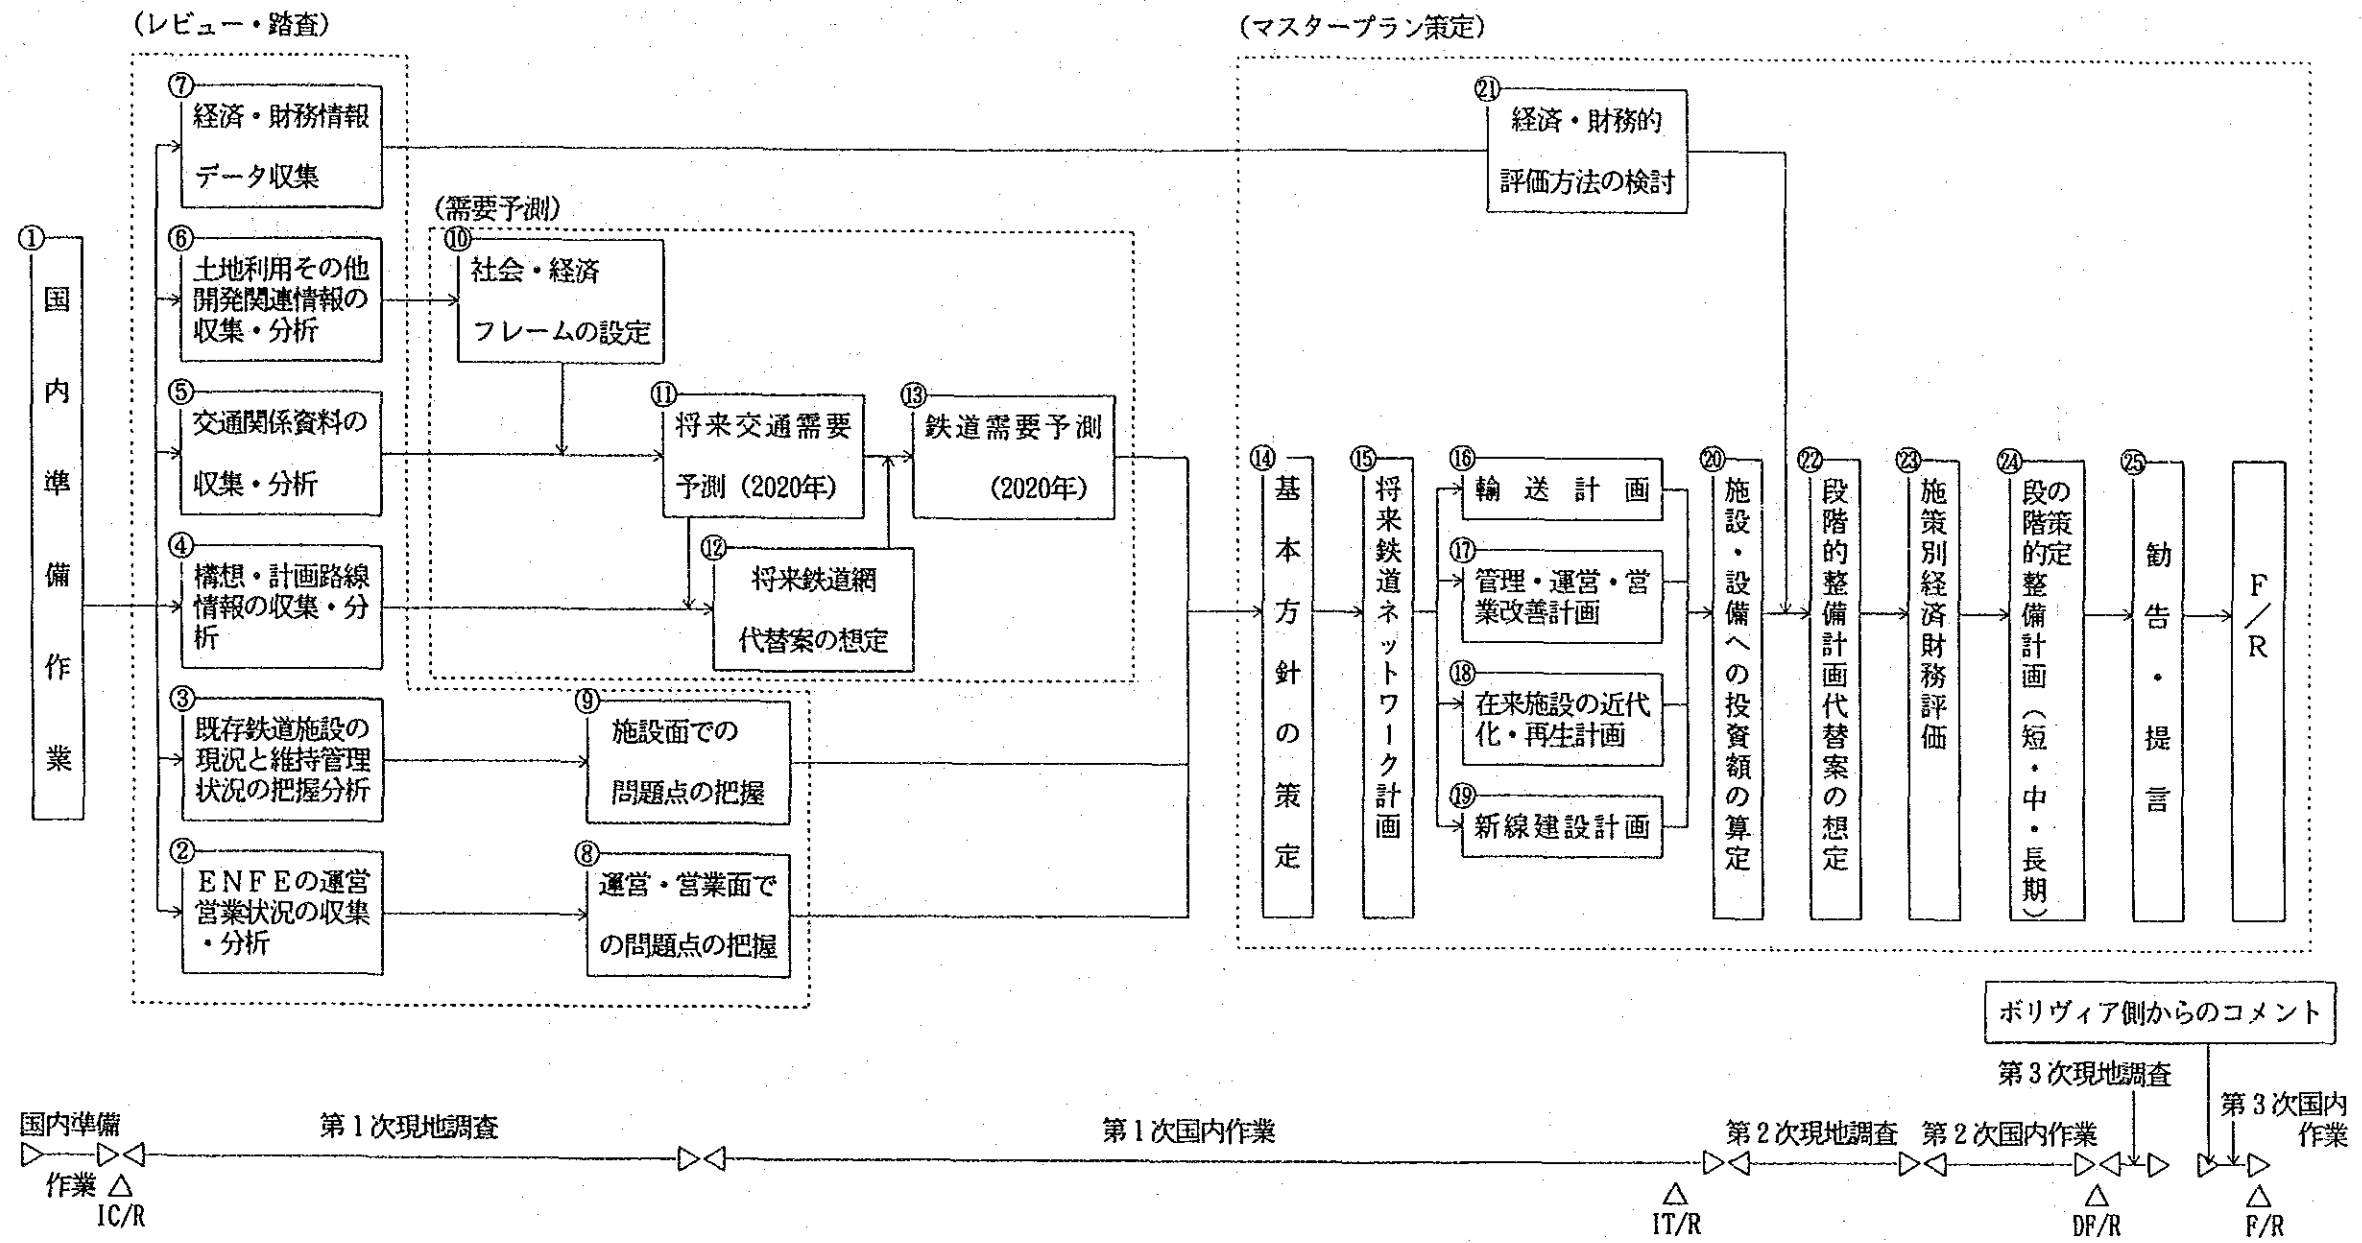 (レビュー・踏査)
(マスタープラン策定)
⑦
経済・財務情報
データ収集
㉑
経済・財務的
評価方法の検討
(需要予測)
①
国内準備作業
⑥
土地利用その他
開発関連情報の
収集・分析
⑩
社会・経済
フレームの設定
⑤
交通関係資料の
収集・分析
⑪
将来交通需要
予測(2020年)
⑬
鉄道需要予測
(2020年)
④
構想・計画路線
情報の収集・分
析
⑫
将来鉄道網
代替案の想定
③
既存鉄道施設の
現況と維持管理
状況の把握分析
⑨
施設面での
問題点の把握
②
ENFEの運営
営業状況の収集
・分析
⑧
運営・営業面で
の問題点の把握
⑭
基本方針の策定
⑮
将来鉄道ネットワーク計画
⑯
輸送計画
⑰
管理・運営・営
業改善計画
⑱
在来施設の近代
化・再生計画
⑲
新線建設計画
⑳
施設・設備への投資額の算定
㉒
段階的整備計画代替案の想定
㉓
施策別経済財務評価
㉔
段階的整備計画(短・中・長期)
の策定
㉕
勧告・提言
F/R
ボリヴィア側からのコメント
国内準備
作業
第1次現地調査
第1次国内作業
第2次現地調査
第2次国内作業
第3次現地調査
第3次国内
作業
IC/R
IT/R
DF/R
F/R